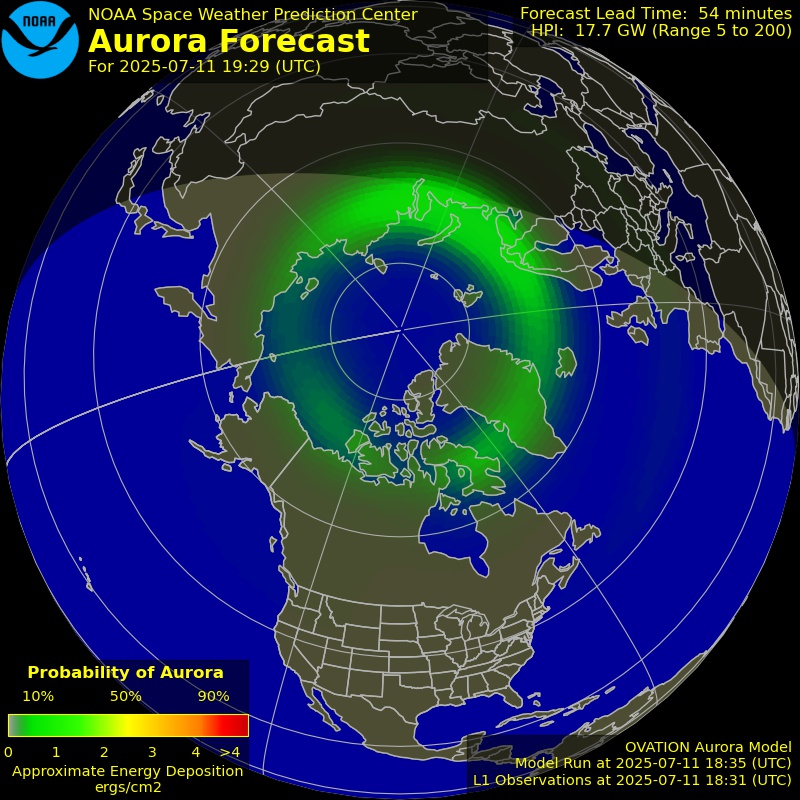 NOAA
NOAA Space Weather Prediction Center
Aurora Forecast
For 2025-07-11 19:29 (UTC)
Forecast Lead Time: 54 minutes
HPI: 17.7 GW (Range 5 to 200)
Probability of Aurora
10% 50% 90%
0 1 2 3 4 >4
Approximate Energy Deposition
ergs/cm2
OVATION Aurora Model
Model Run at 2025-07-11 18:35 (UTC)
L1 Observations at 2025-07-11 18:31 (UTC)